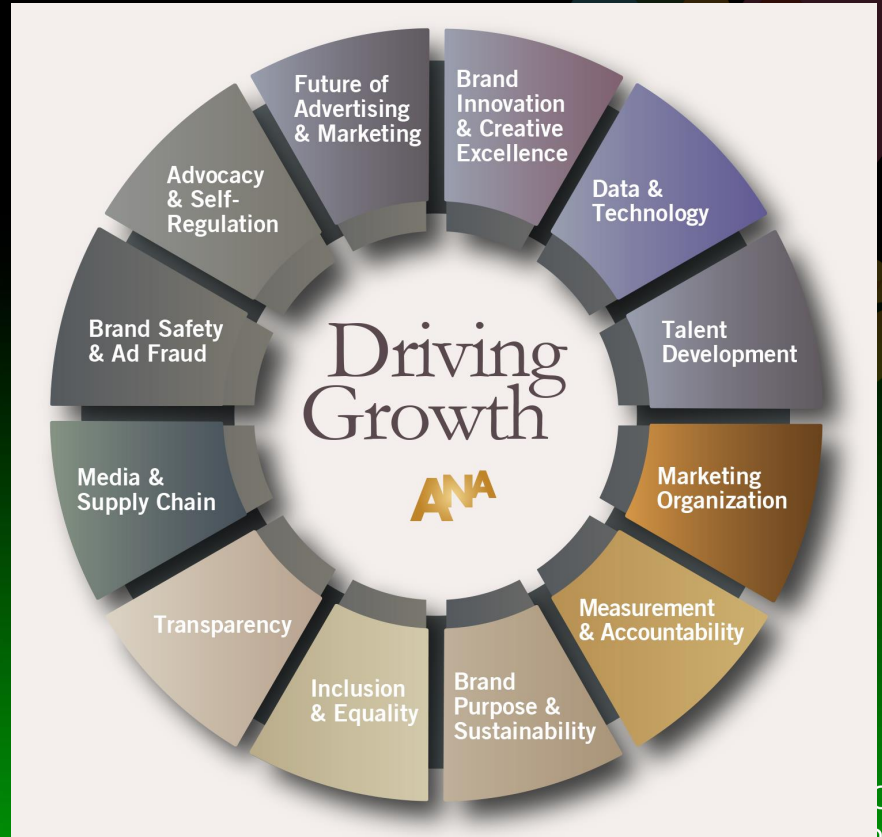 Future of
Advertising
& Marketing
Brand
Innovation
& Creative
Excellence
Data &
Technology
Talent
Development
Marketing
Organization
Measurement
& Accountability
Brand
Purpose &
Sustainability
Inclusion
& Equality
Transparency
Media &
Supply Chain
Brand Safety
& Ad Fraud
Advocacy
& Self-
Regulation
Driving
Growth
ANA